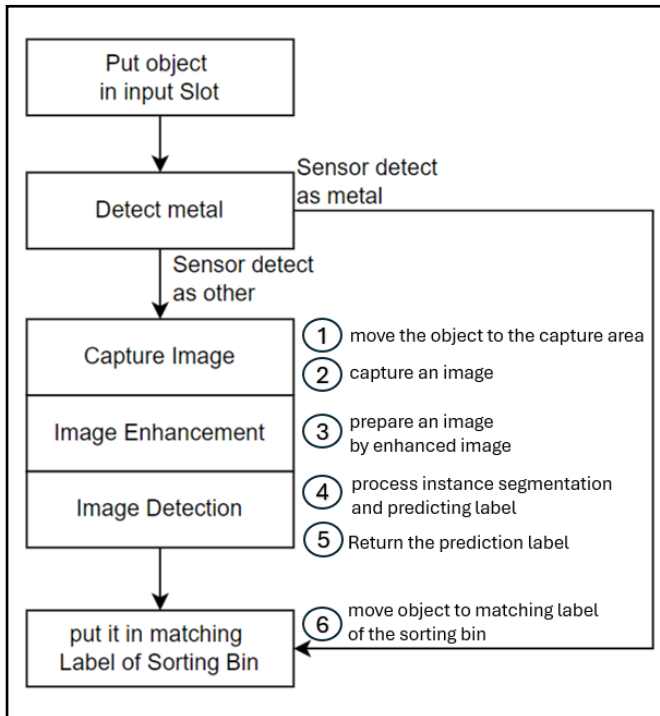 Put object
in input Slot
Sensor detect
as metal
Detect metal
Sensor detect
as other
Capture Image
1 move the object to the capture area
2 capture an image
Image Enhancement
3 prepare an image
by enhanced image
Image Detection
4 process instance segmentation
and predicting label
5 Return the prediction label
put it in matching
Label of Sorting Bin
6 move object to matching label
of the sorting bin